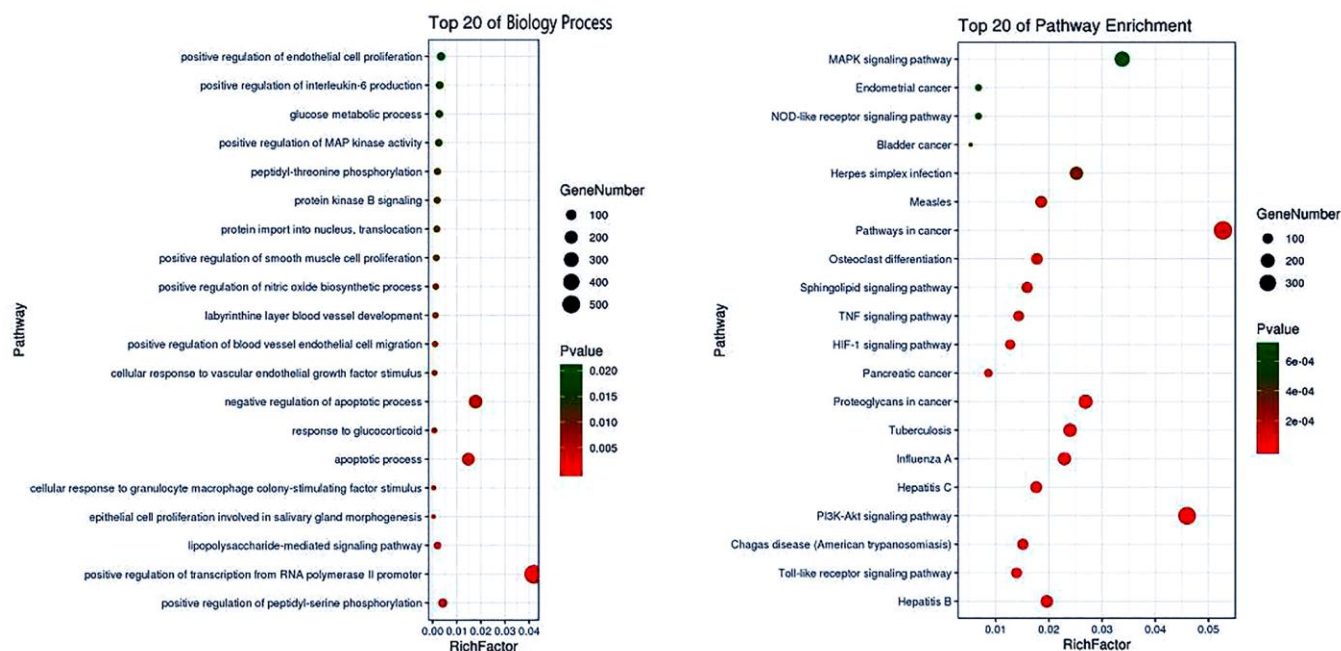 Top 20 of Biology Process
Pathway
positive regulation of endothelial cell proliferation
positive regulation of interleukin-6 production
glucose metabolic process
positive regulation of MAP kinase activity
peptidyl-threonine phosphorylation
protein kinase B signaling
protein import into nucleus, translocation
positive regulation of smooth muscle cell proliferation
positive regulation of nitric oxide biosynthetic process
labyrinthine layer blood vessel development
positive regulation of blood vessel endothelial cell migration
cellular response to vascular endothelial growth factor stimulus
negative regulation of apoptotic process
response to glucocorticoid
apoptotic process
cellular response to granulocyte macrophage colony-stimulating factor stimulus
epithelial cell proliferation involved in salivary gland morphogenesis
lipopolysaccharide-mediated signaling pathway
positive regulation of transcription from RNA polymerase II promoter
positive regulation of peptidyl-serine phosphorylation
0.00 0.01 0.02 0.03 0.04
RichFactor
GeneNumber
100
200
300
400
500
Pvalue
0.020
0.015
0.010
0.005
Top 20 of Pathway Enrichment
Pathway
MAPK signaling pathway
Endometrial cancer
NOD-like receptor signaling pathway
Bladder cancer
Herpes simplex infection
Measles
Pathways in cancer
Osteoclast differentiation
Sphingolipid signaling pathway
TNF signaling pathway
HIF-1 signaling pathway
Pancreatic cancer
Proteoglycans in cancer
Tuberculosis
Influenza A
Hepatitis C
PI3K-Akt signaling pathway
Chagas disease (American trypanosomiasis)
Toll-like receptor signaling pathway
Hepatitis B
0.01 0.02 0.03 0.04 0.05
RichFactor
GeneNumber
100
200
300
Pvalue
6e-04
4e-04
2e-04